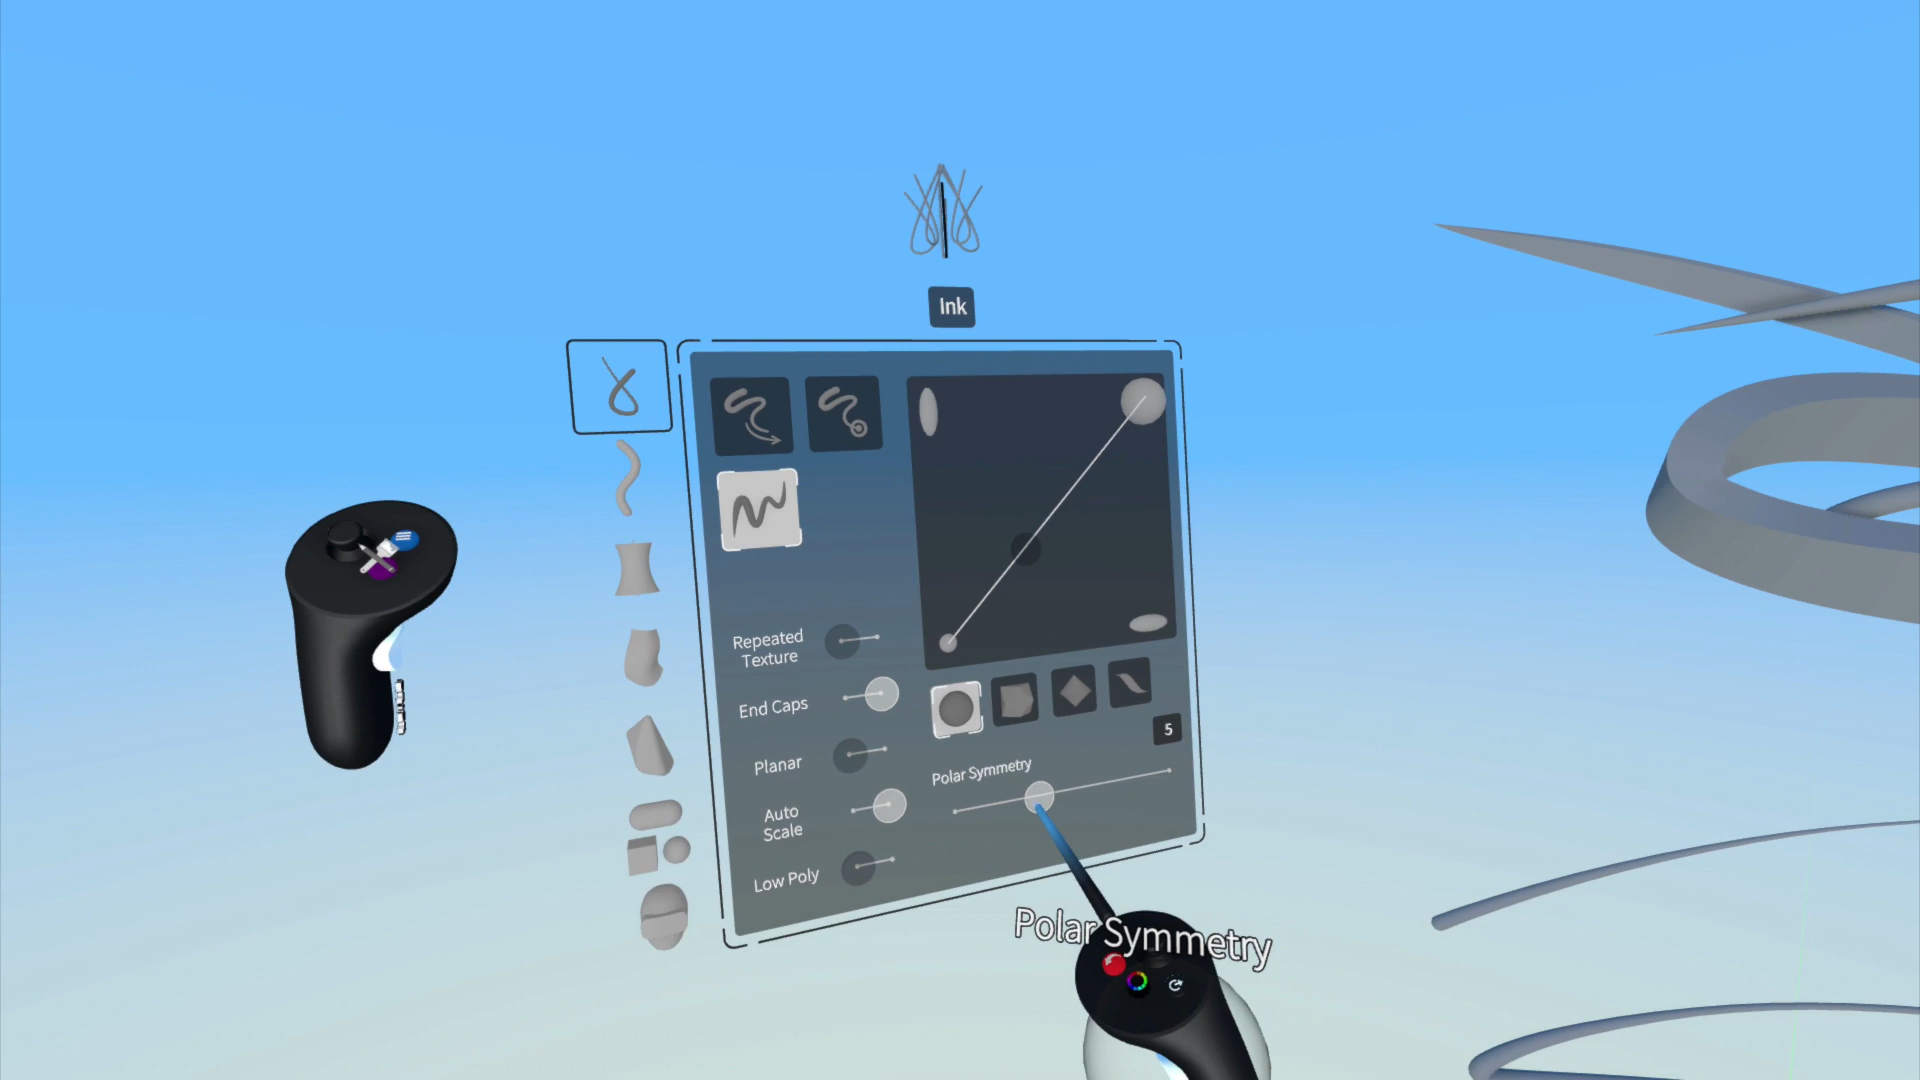 Ink
Repeated
Texture
End Caps
Planar
Auto
Scale
Low Poly
5
Polar Symmetry
Polar Symmetry